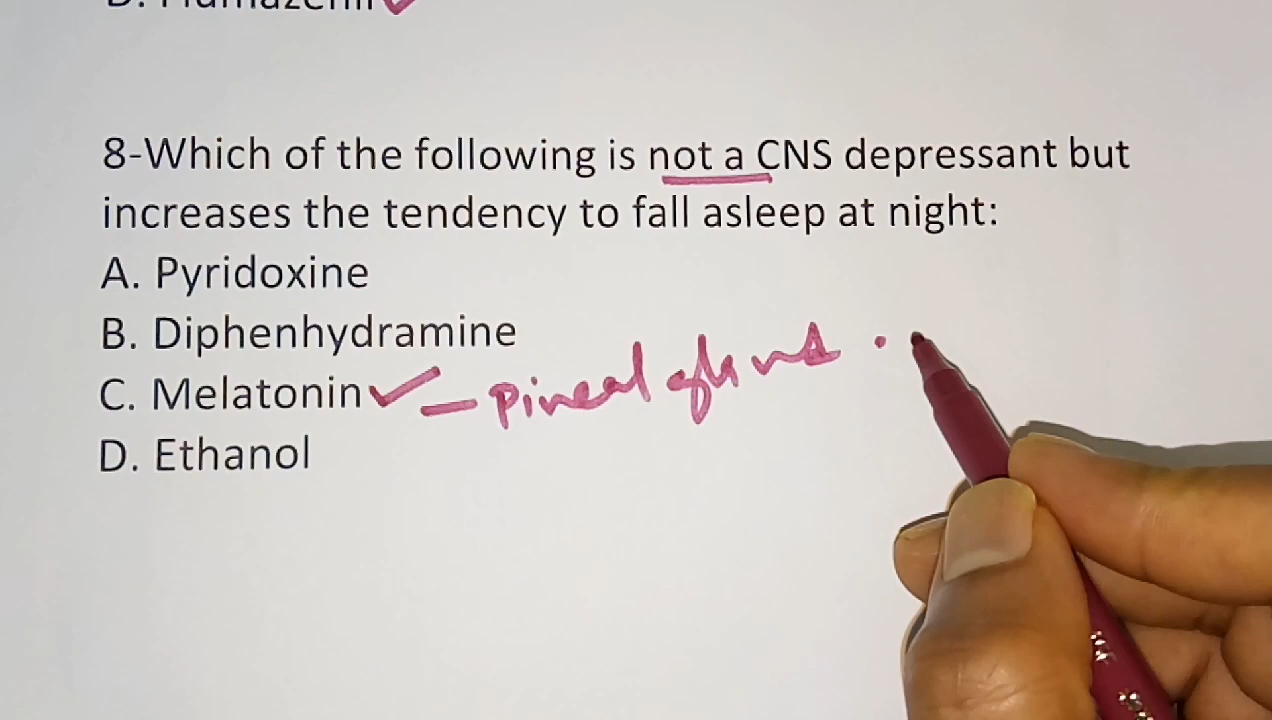 D. Flumazenil
8-Which of the following is not a CNS depressant but
increases the tendency to fall asleep at night:
A. Pyridoxine
B. Diphenhydramine
C. Melatonin - pineal gland
D. Ethanol